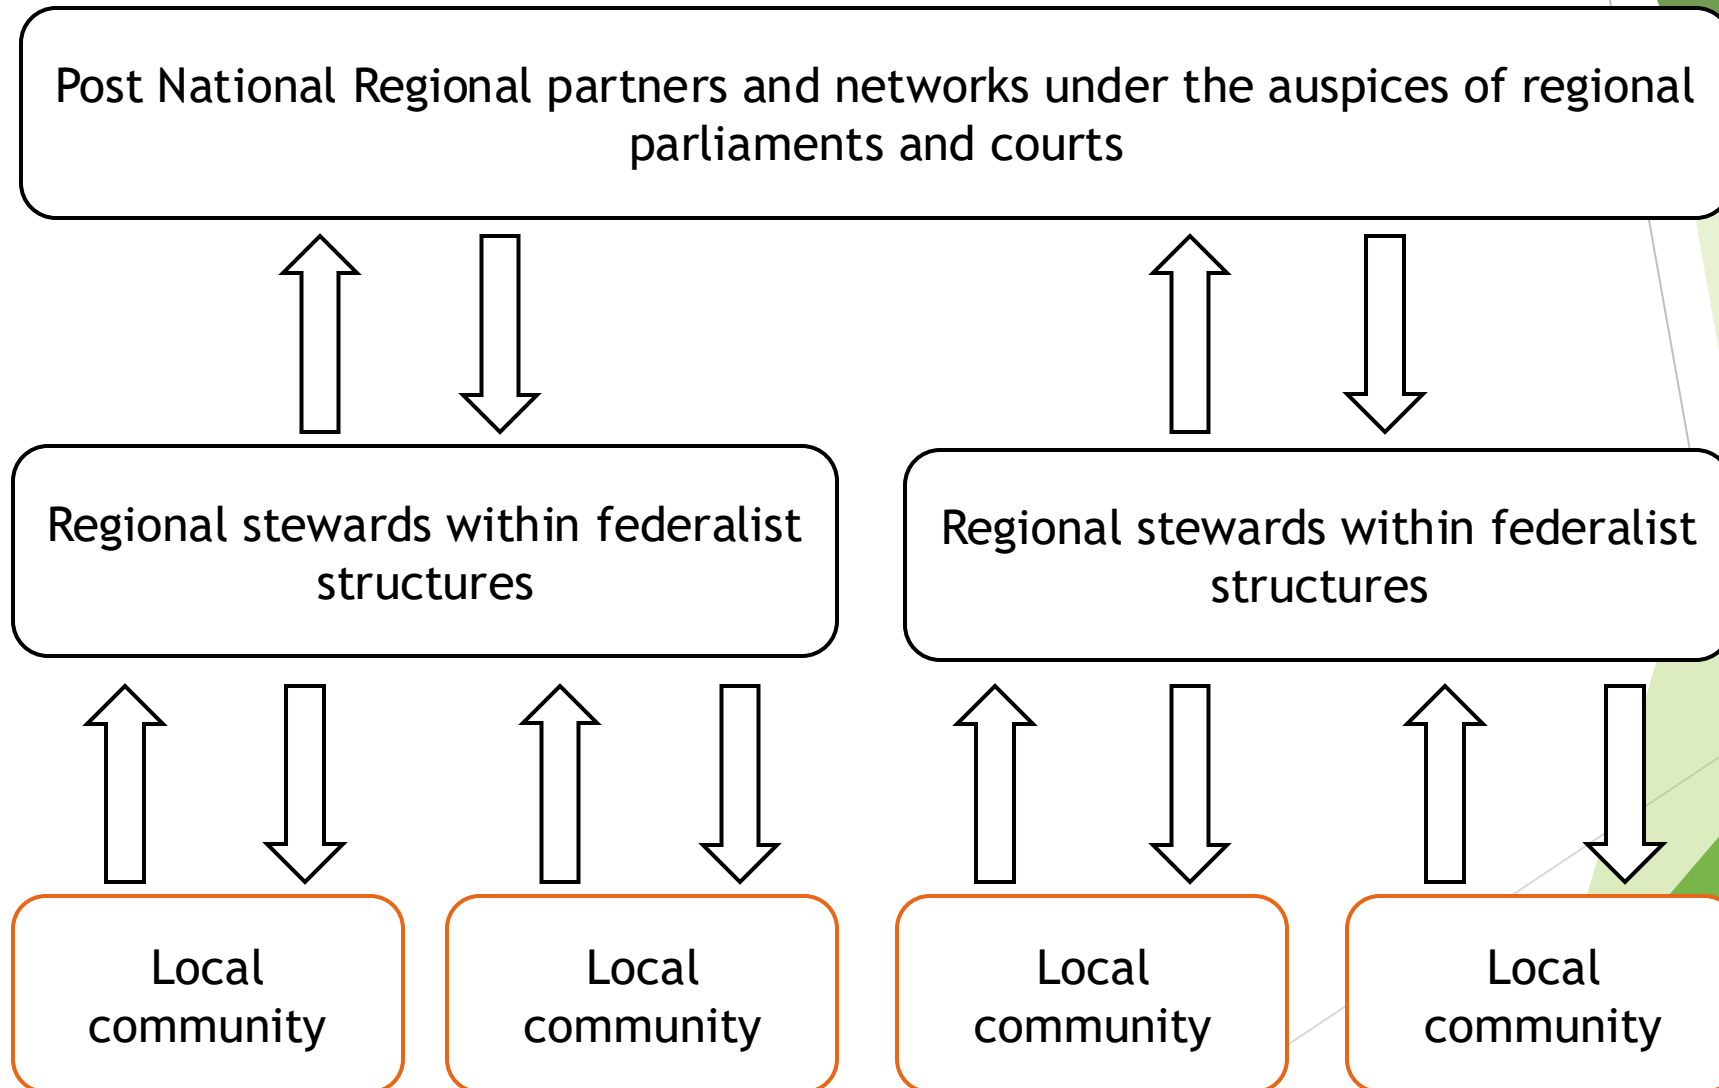 Post National Regional partners and networks under the auspices of regional
parliaments and courts
Regional stewards within federalist
structures
Regional stewards within federalist
structures
Local
community
Local
community
Local
community
Local
community